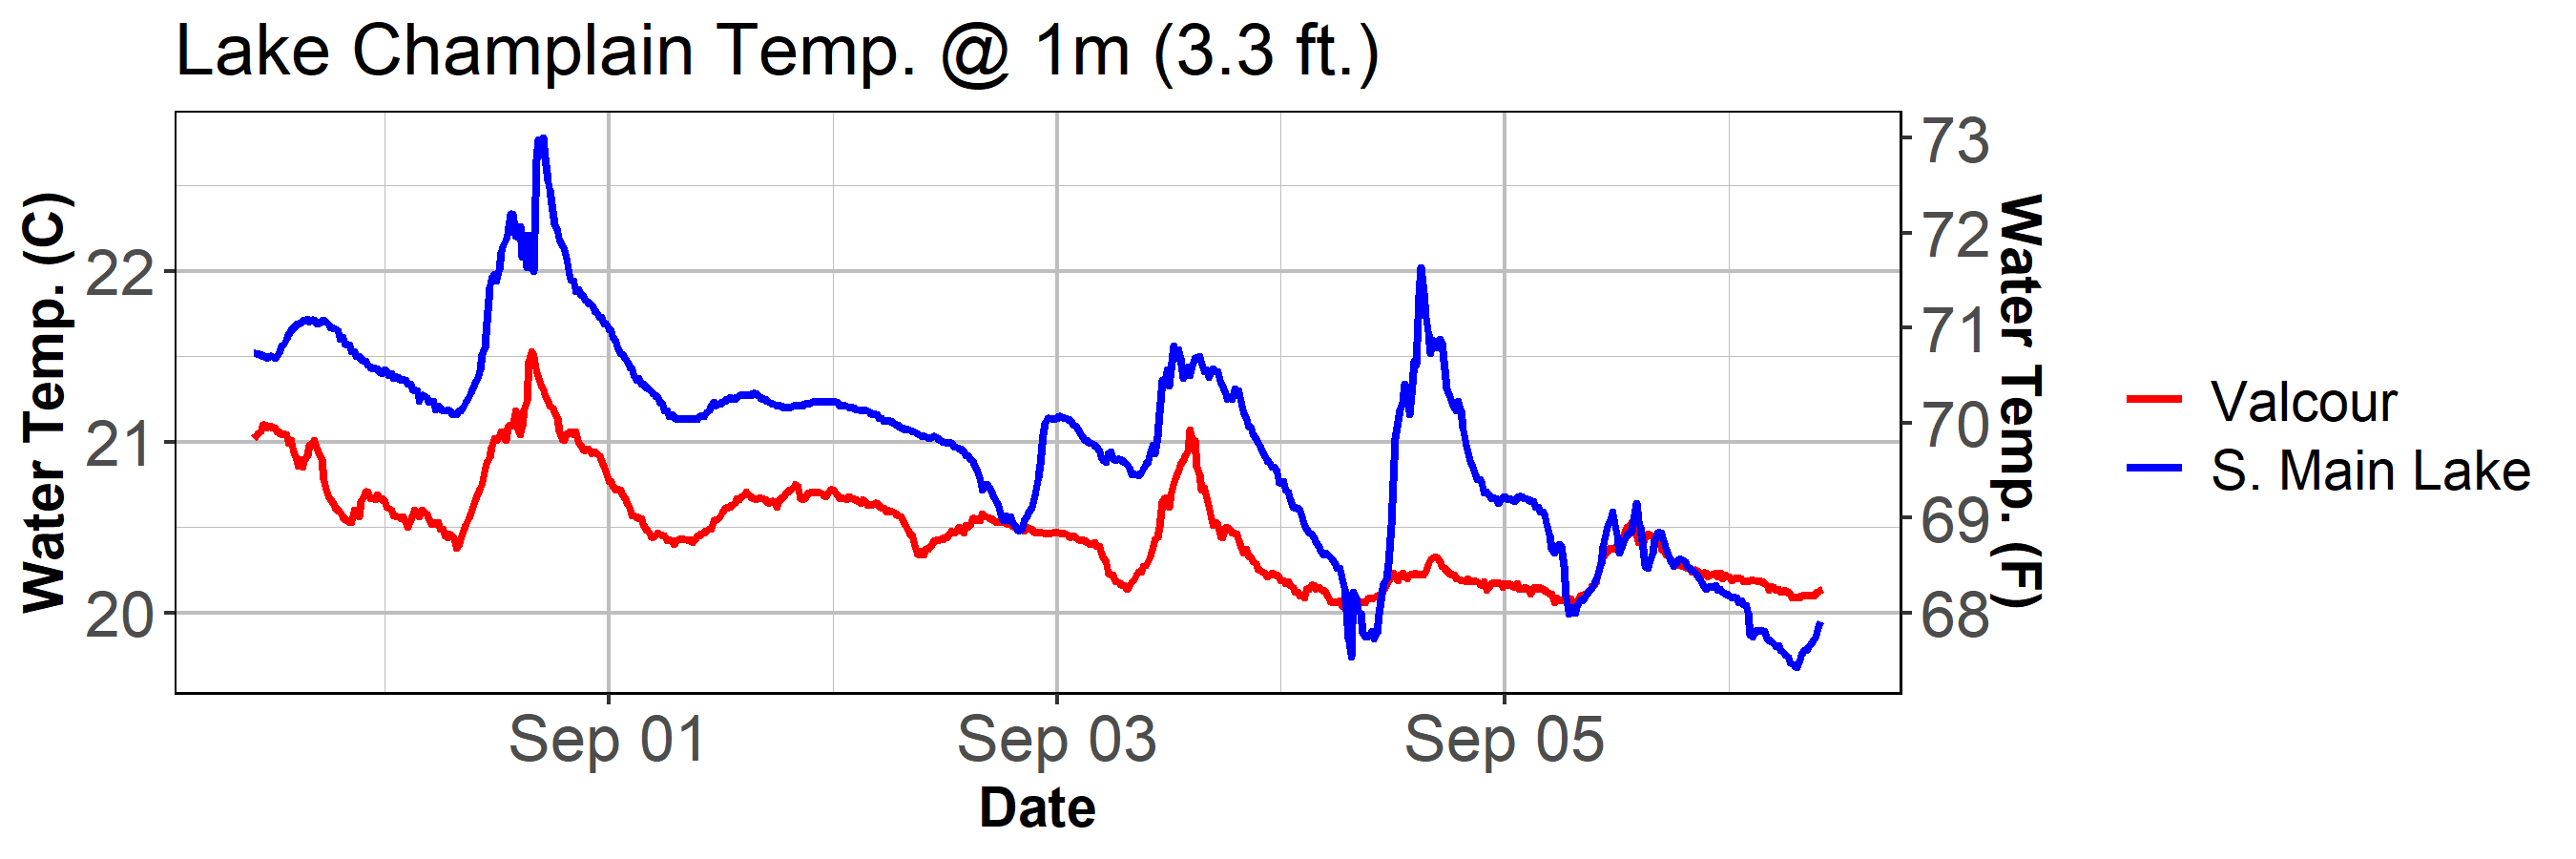 Lake Champlain Temp. @ 1m (3.3 ft.)
Water Temp. (C)
22
21
20
73
72
71
70
69
68
Water Temp. (F)
Sep 01
Sep 03
Sep 05
Date
Valcour
S. Main Lake